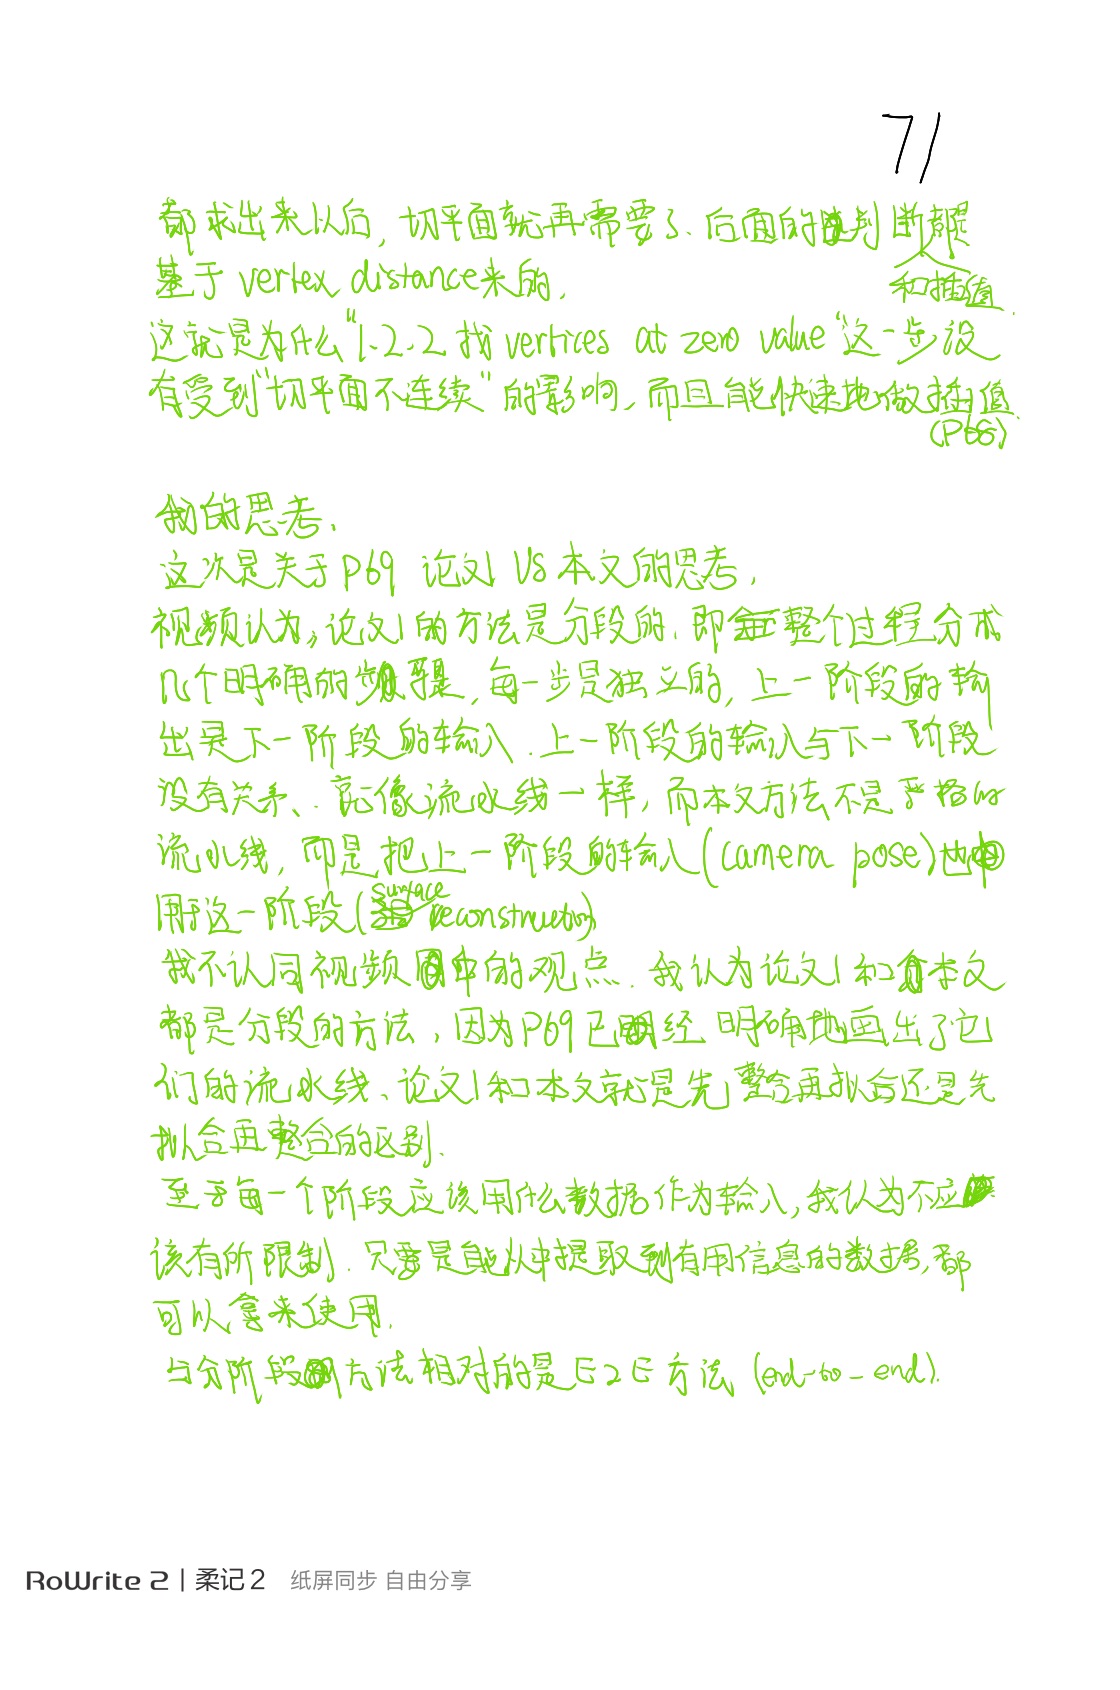 71
都求出来以后, 切平面就再需要了. 后面的判断都是
和插值.
基于 vertex distance来的.
这就是为什么“1.2.2 找 vertices at zero value”这一步没
有受到“切平面不连续”的影响, 而且能快速地做插值.
(P68)
我的思考.
这次是关于 P69 论文1 VS 本文的思考.
视频认为, 论文1的方法是分段的, 即整个过程分成
几个明确的步骤, 每一步是独立的, 上一阶段的输
出是下一阶段的输入. 上一阶段的输入与下一阶段
没有关系、就像流水线一样, 而本文方法不是严格的
流水线, 而是把上一阶段的输入(camera pose)也
用于这一阶段(surface reconstruction)
我不认同视频中的观点. 我认为论文1和本文
都是分段的方法, 因为P69已经明确地画出了它
们的流水线、论文1和本文就是先整合再拟合还是先
拟合再整合的区别.
至于每一个阶段应该用什么数据作为输入, 我认为不应
该有所限制. 只要是能从中提取到有用信息的数据, 都
可以拿来使用.
与分阶段方法相对的是E2E方法 (end-to-end).
RoWrite 2 | 柔记 2 纸屏同步 自由分享